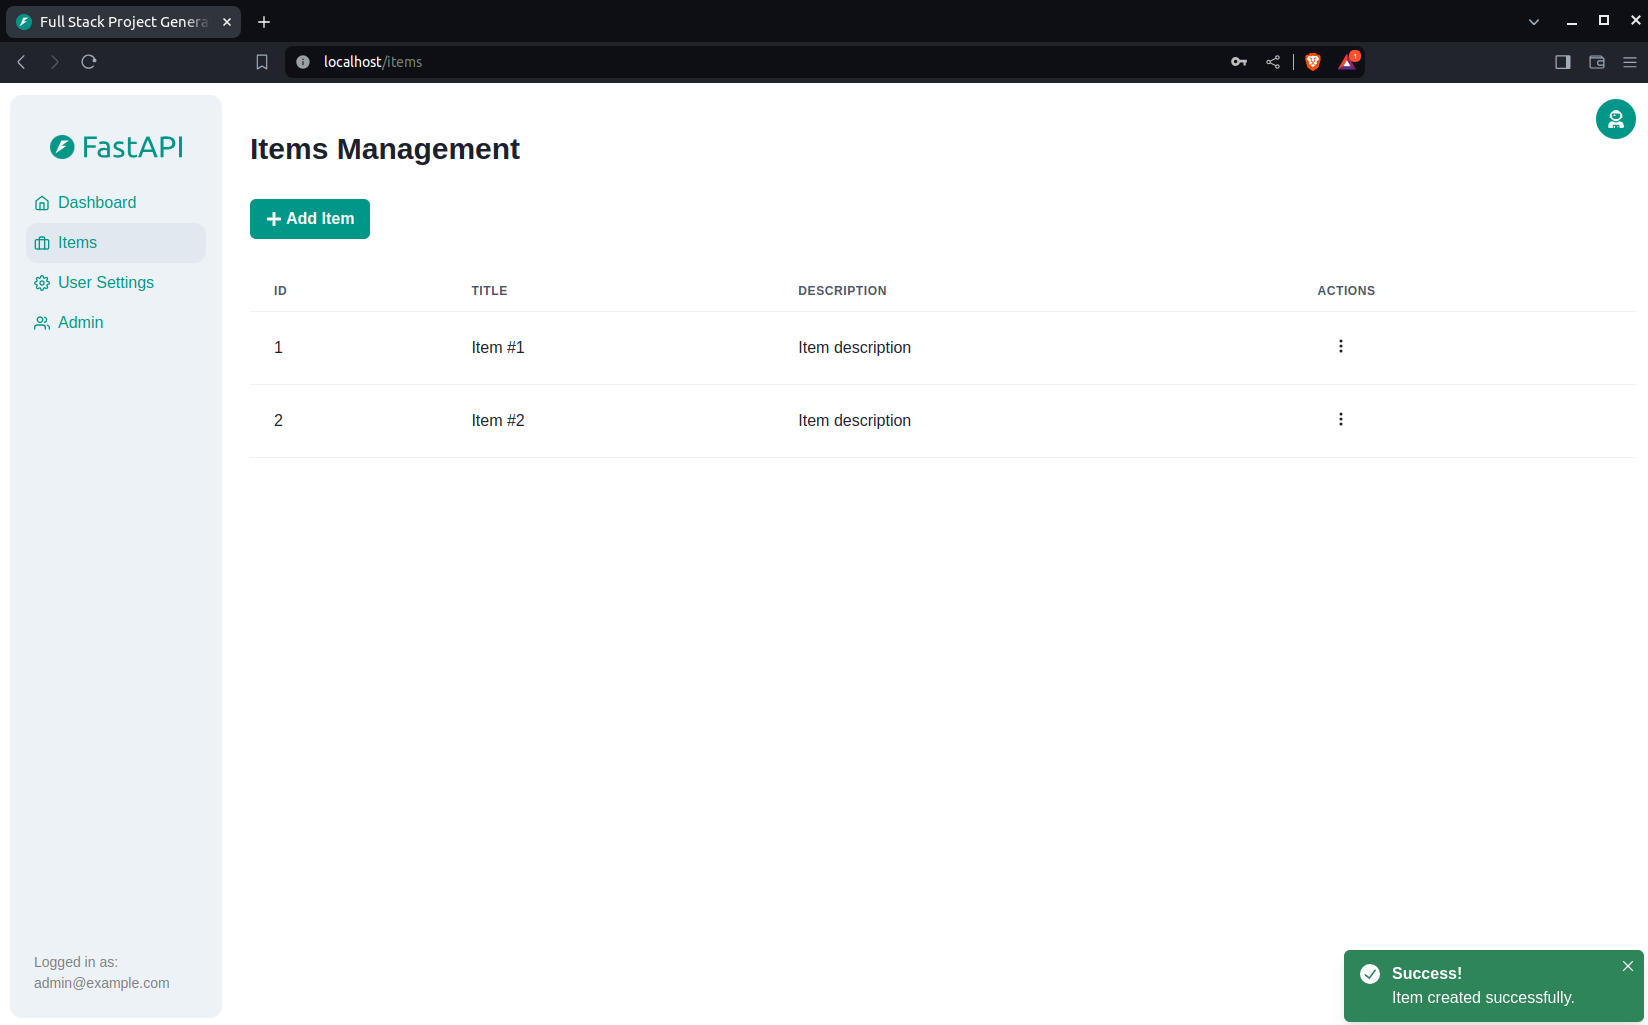 Full Stack Project Genera
localhost/items
1
FastAPI
Dashboard
Items
User Settings
Admin
Logged in as:
admin@example.com
Items Management
Add Item
ID TITLE DESCRIPTION ACTIONS
1 Item #1 Item description
2 Item #2 Item description
Success!
Item created successfully.